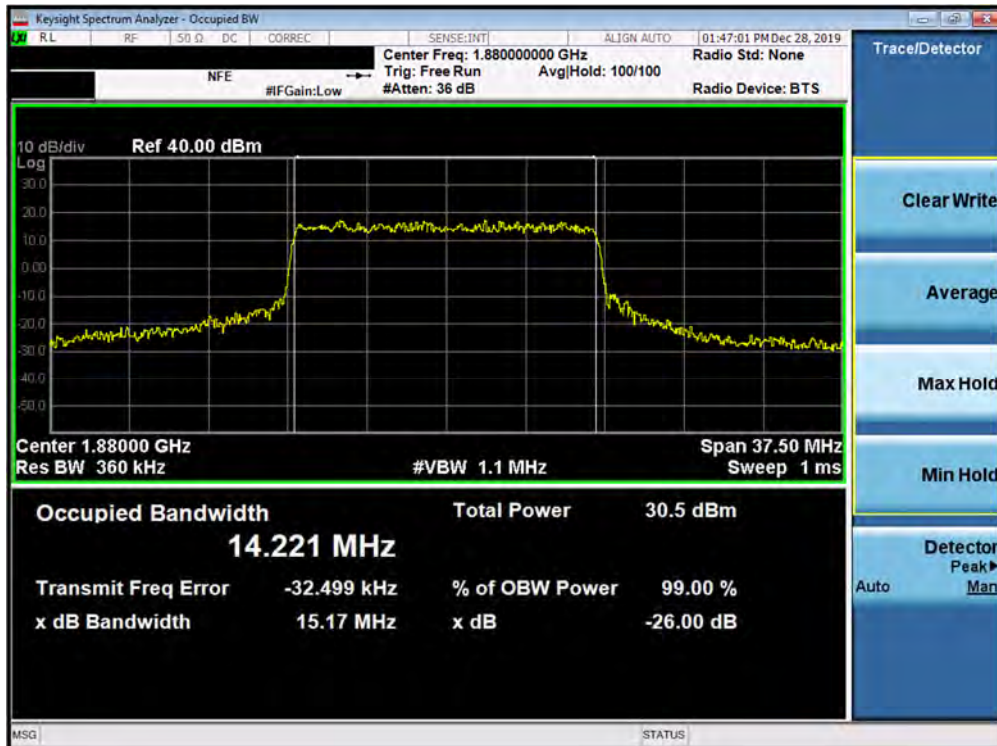 Keysight Spectrum Analyzer - Occupied BW
LXI RL RF 50 Ω DC CORREC SENSE:INT ALIGN AUTO 01:47:01 PM Dec 28, 2019
Center Freq: 1.880000000 GHz Radio Std: None
NFE Trig: Free Run Avg|Hold: 100/100
#IFGain:Low #Atten: 36 dB Radio Device: BTS
Trace/Detector
10 dB/div Ref 40.00 dBm
Log
30.0
20.0
10.0
0.00
-10.0
-20.0
-30.0
-40.0
-50.0
Center 1.88000 GHz Span 37.50 MHz
Res BW 360 kHz #VBW 1.1 MHz Sweep 1 ms
Clear Write
Average
Max Hold
Min Hold
Detector
Peak▶
Auto Man
Occupied Bandwidth Total Power 30.5 dBm
14.221 MHz
Transmit Freq Error -32.499 kHz % of OBW Power 99.00 %
x dB Bandwidth 15.17 MHz x dB -26.00 dB
MSG STATUS